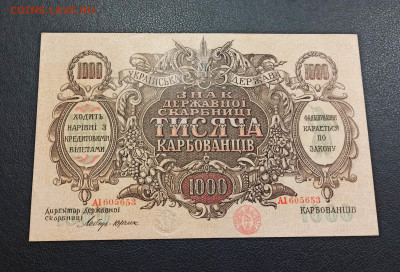 COINS.LAVE.RU
1000
УКРАЇНСЬКА ДЕРЖАВА
1000
ЗНАК
ДЕРЖАВНОЇ
СКАРБНИЦІ
ТИСЯЧА
КАРБОВАНЦІВ
ХОДИТЬ
НАРІВНІ З
КРЕДИТОВИМИ
БІЛЕТАМИ
ФАЛЬШУВАННЯ
КАРАЄТЬСЯ
ПО
ЗАКОНУ
АІ 605653
1000
АІ 605653
Директор Державної
Скарбниці
КАРБОВАНЦІВ
1000